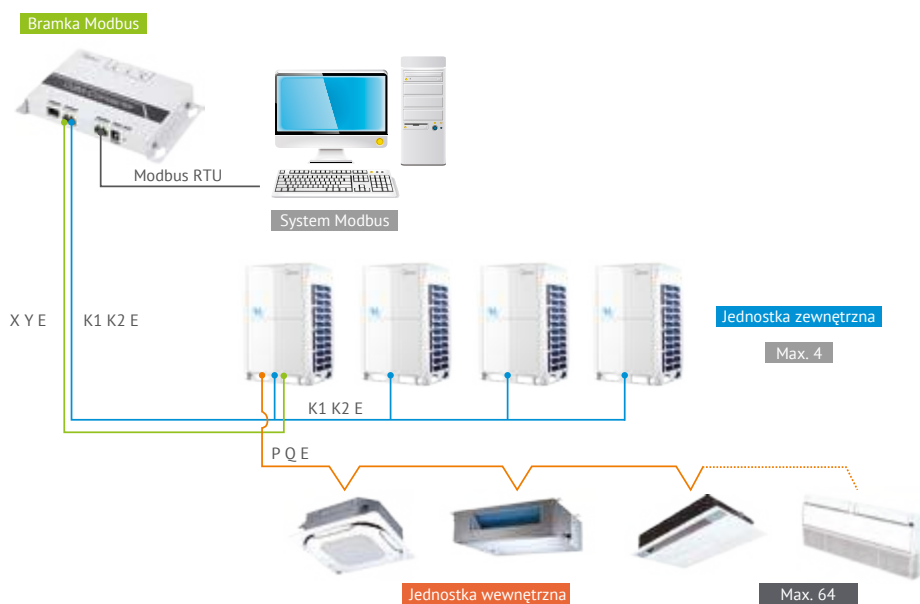 Bramka Modbus
Modbus RTU
System Modbus
X Y E
K1 K2 E
Jednostka zewnętrzna
Max. 4
K1 K2 E
P Q E
Jednostka wewnętrzna
Max. 64